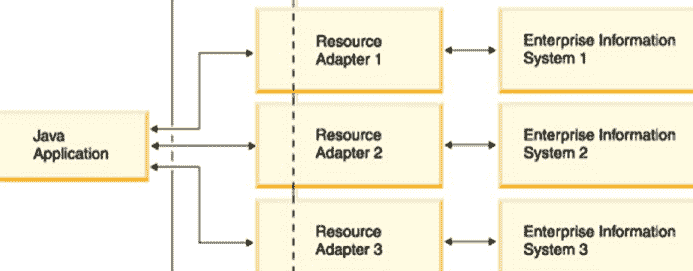 Resource
Adapter 1
Enterprise Information
System 1
Java
Application
Resource
Adapter 2
Enterprise Information
System 2
Resource
Adapter 3
Enterprise Information
System 3